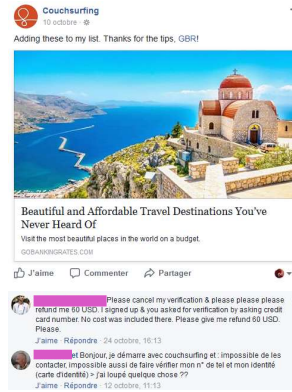 Couchsurfing
10 octobre ·
Adding these to my list. Thanks for the tips, GBR!
Beautiful and Affordable Travel Destinations You've
Never Heard Of
Visit the most beautiful places in the world on a budget.
GOBANKINGRATES.COM
J'aime Commenter Partager
Please cancel my verification & please please please
refund me 60 USD. I signed up & you asked for verification by asking credit
card number. No cost was included there. Please give me refund 60 USD.
Please.
J'aime · Répondre · 24 octobre, 16:13
et Bonjour, je démarre avec couchsurfing et : impossible de les
contacter, impossible aussi de faire vérifier mon n° de tel et mon identité
(carte d'identité) > j'ai loupé quelque chose ??
J'aime · Répondre · 12 octobre, 11:13